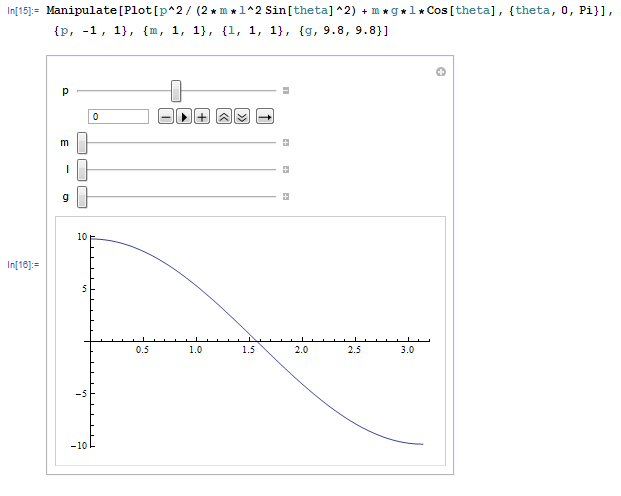 In[15]:= Manipulate[Plot[p^2 / (2 * m * l^2 Sin[theta]^2) + m * g * l * Cos[theta], {theta, 0, Pi}],
{p, -1, 1}, {m, 1, 1}, {l, 1, 1}, {g, 9.8, 9.8}]
p
0
m
l
g
In[16]:=
10
5
0.5 1.0 1.5 2.0 2.5 3.0
-5
-10